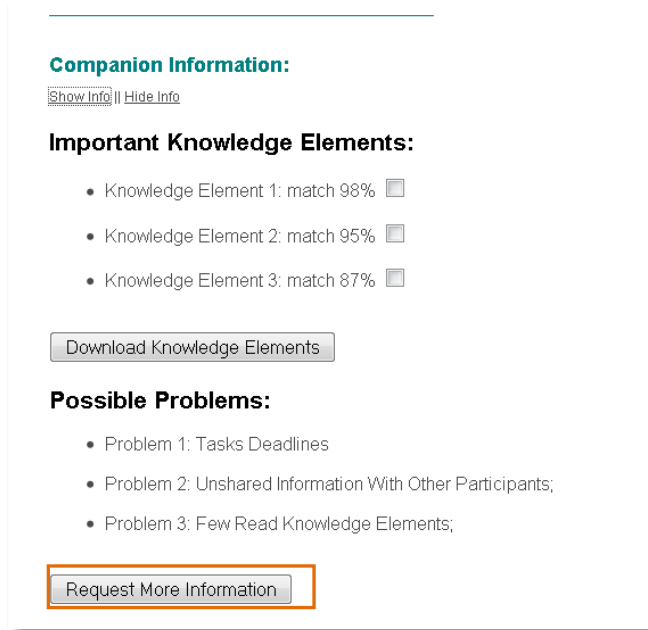 Companion Information:
Show Info || Hide Info
Important Knowledge Elements:
Knowledge Element 1: match 98%
Knowledge Element 2: match 95%
Knowledge Element 3: match 87%
Download Knowledge Elements
Possible Problems:
Problem 1: Tasks Deadlines
Problem 2: Unshared Information With Other Participants;
Problem 3: Few Read Knowledge Elements;
Request More Information